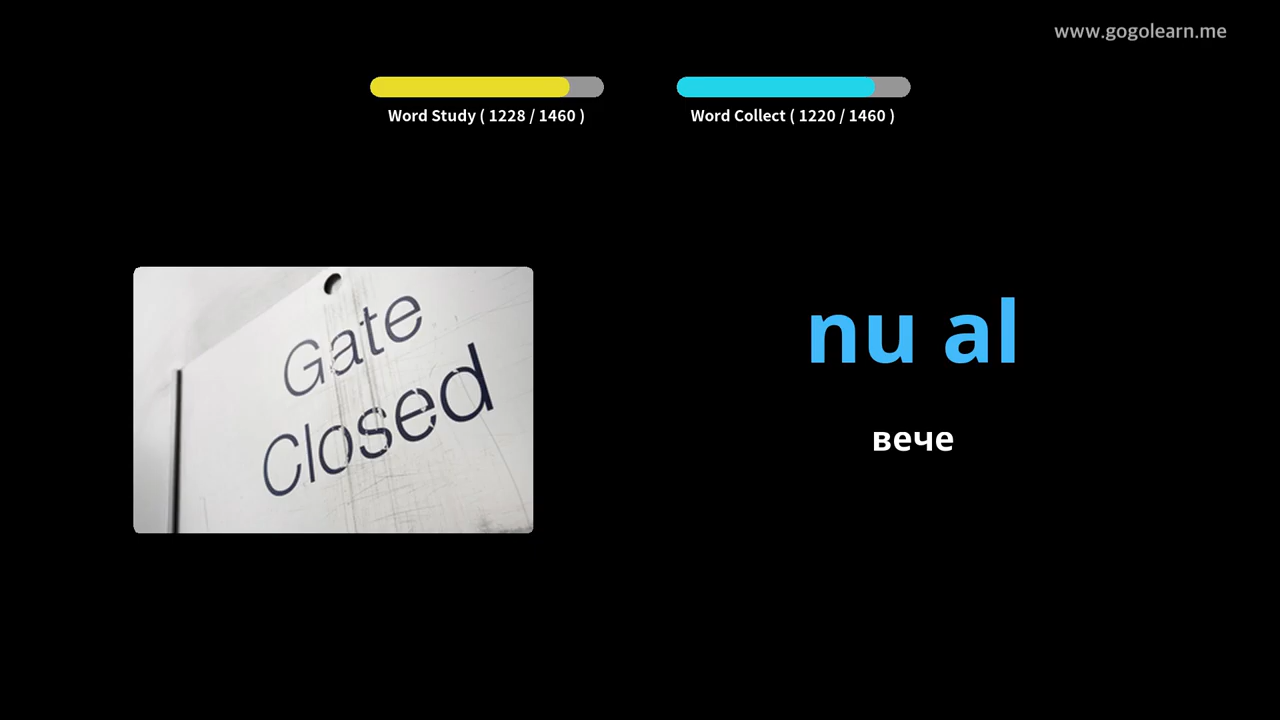 www.gogolearn.me
Word Study ( 1228 / 1460 )
Word Collect ( 1220 / 1460 )
Gate
Closed
nu al
вече